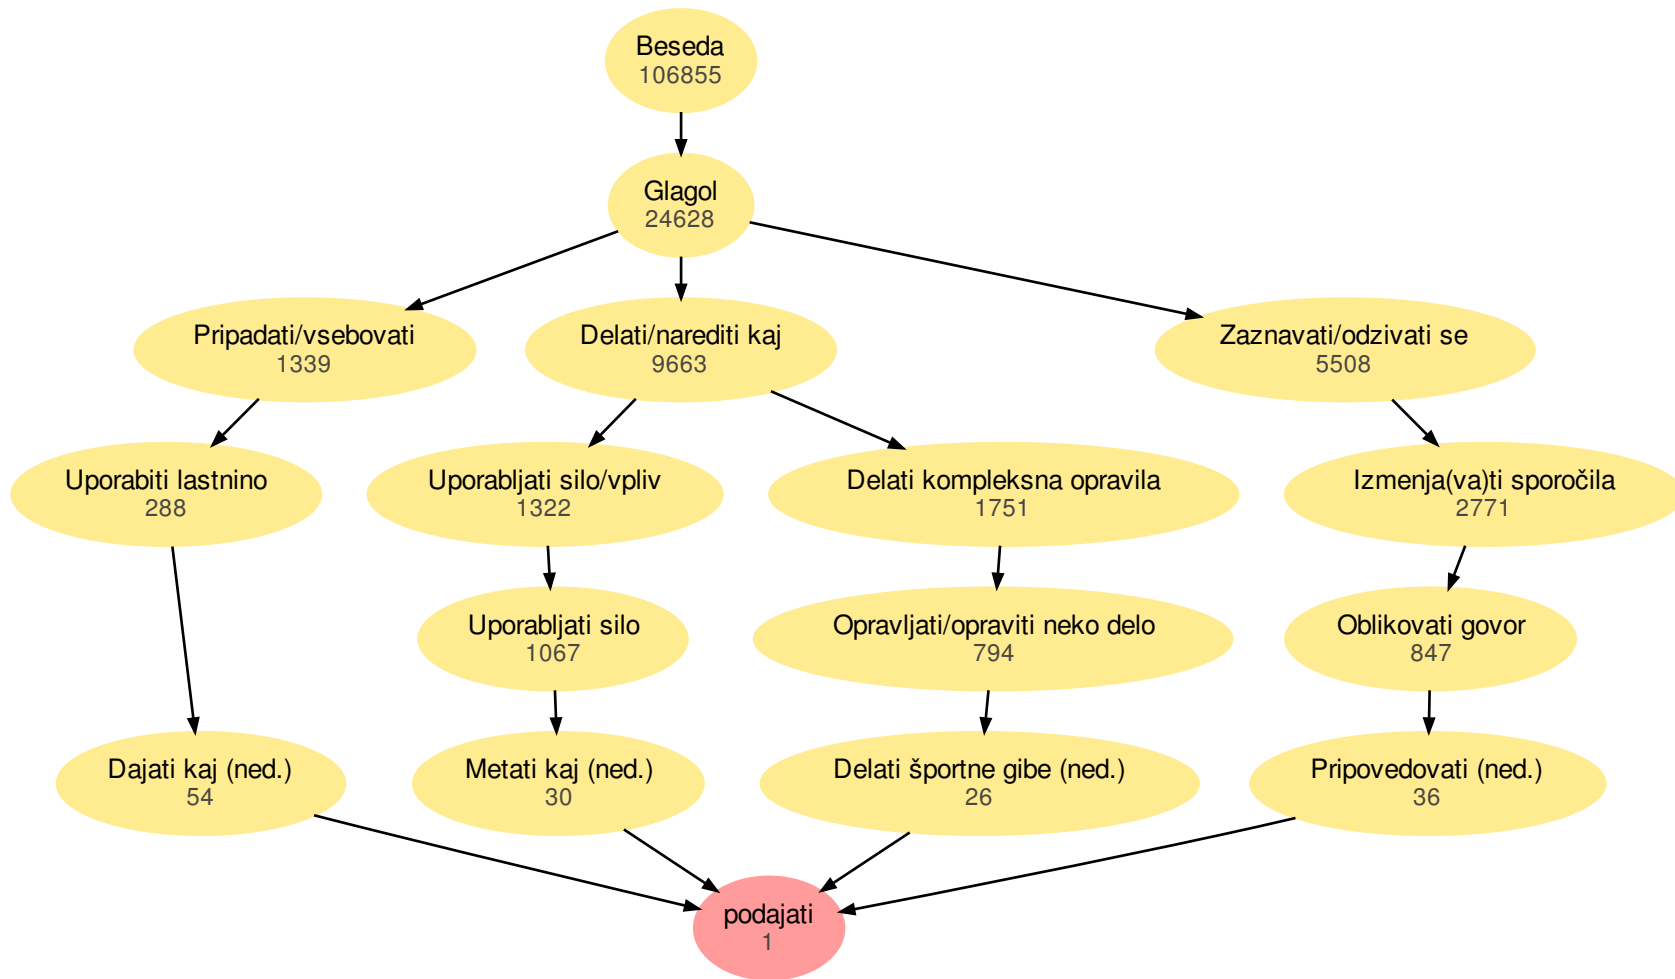 Beseda
106855
Glagol
24628
Pripadati/vsebovati
1339
Delati/narediti kaj
9663
Zaznavati/odzivati se
5508
Uporabiti lastnino
288
Uporabljati silo/vpliv
1322
Delati kompleksna opravila
1751
Izmenja(va)ti sporočila
2771
Uporabljati silo
1067
Opravljati/opraviti neko delo
794
Oblikovati govor
847
Dajati kaj (ned.)
54
Metati kaj (ned.)
30
Delati športne gibe (ned.)
26
Pripovedovati (ned.)
36
podajati
1